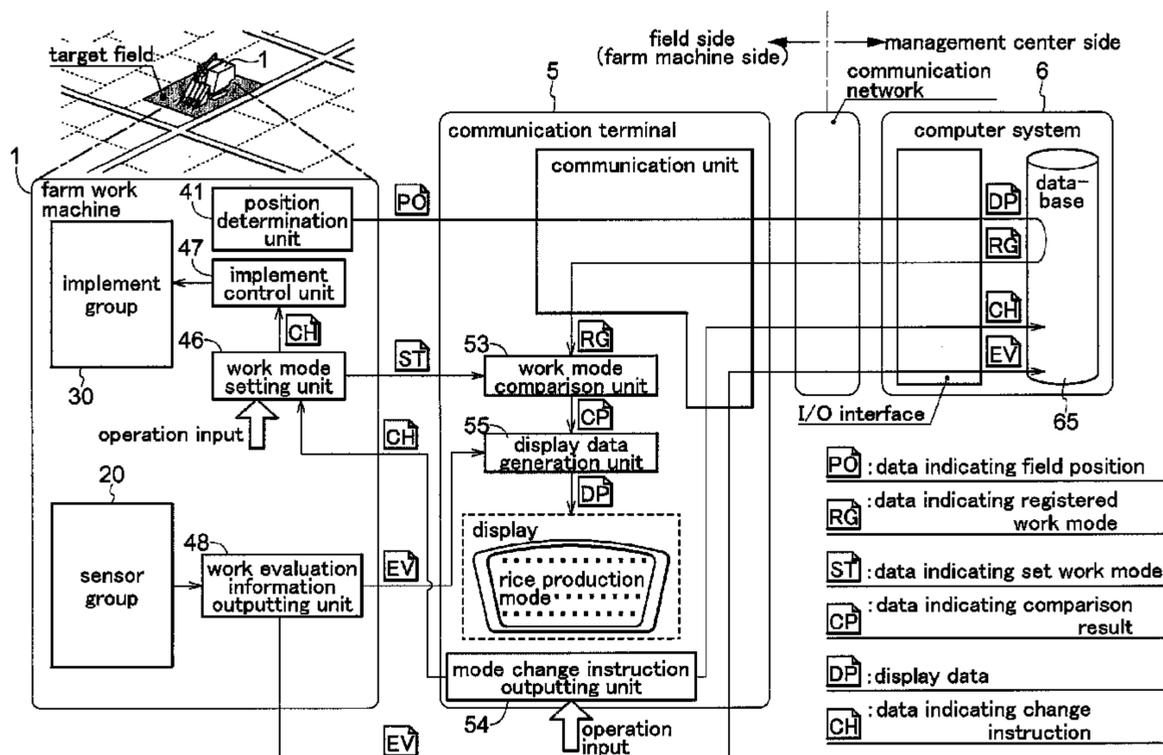 target field
1
field side
(farm machine side)
management center side
5
communication
network
6
communication terminal
computer system
communication unit
data-
base
1
farm work
machine
41
position
determination
unit
PO
DP
RG
47
implement
group
implement
control unit
CH
CH
46
ST
RG
53
EV
30
work mode
setting unit
work mode
comparison unit
I/O interface
65
operation input
CH
CP
55
display data
generation unit
DP
20
48
sensor
group
work evaluation
information
outputting unit
EV
display
rice production
mode
mode change instruction
outputting unit
54
operation
input
EV
PO : data indicating field position
RG : data indicating registered
work mode
ST : data indicating set work mode
CP : data indicating comparison
result
DP : display data
CH : data indicating change
instruction